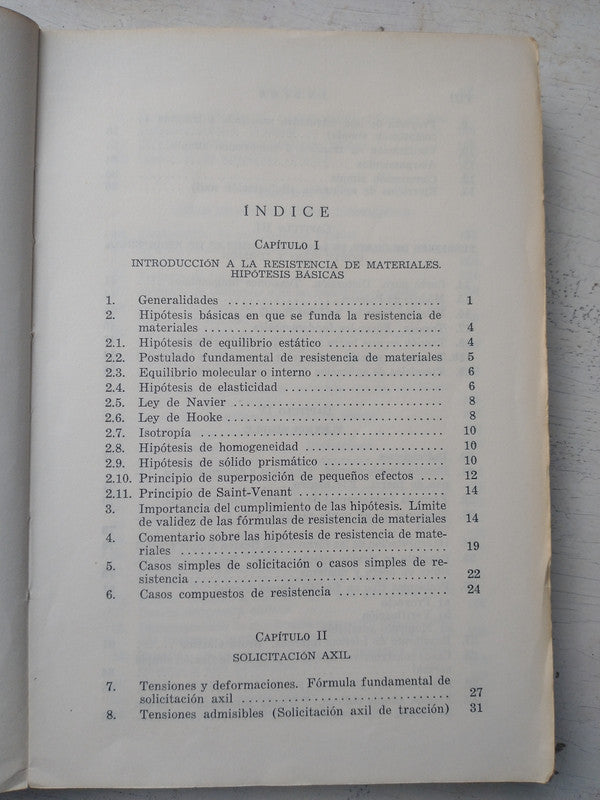 ÍNDICE
CAPÍTULO I
INTRODUCCIÓN A LA RESISTENCIA DE MATERIALES.
HIPÓTESIS BÁSICAS
1. Generalidades ................................ 1
2. Hipótesis básicas en que se funda la resistencia de
materiales .................................... 4
2.1. Hipótesis de equilibrio estático ................. 4
2.2. Postulado fundamental de resistencia de materiales 5
2.3. Equilibrio molecular o interno ................... 6
2.4. Hipótesis de elasticidad ........................ 6
2.5. Ley de Navier ................................ 8
2.6. Ley de Hooke ................................. 8
2.7. Isotropía ..................................... 10
2.8. Hipótesis de homogeneidad ..................... 10
2.9. Hipótesis de sólido prismático ................... 10
2.10. Principio de superposición de pequeños efectos .... 12
2.11. Principio de Saint-Venant ...................... 14
3. Importancia del cumplimiento de las hipótesis. Límite
de validez de las fórmulas de resistencia de materiales 14
4. Comentario sobre las hipótesis de resistencia de mate-
riales ........................................ 19
5. Casos simples de solicitación o casos simples de re-
sistencia ...................................... 22
6. Casos compuestos de resistencia ................. 24
CAPÍTULO II
SOLICITACIÓN AXIL
7. Tensiones y deformaciones. Fórmula fundamental de
solicitación axil ............................... 27
8. Tensiones admisibles (Solicitación axil de tracción) 31